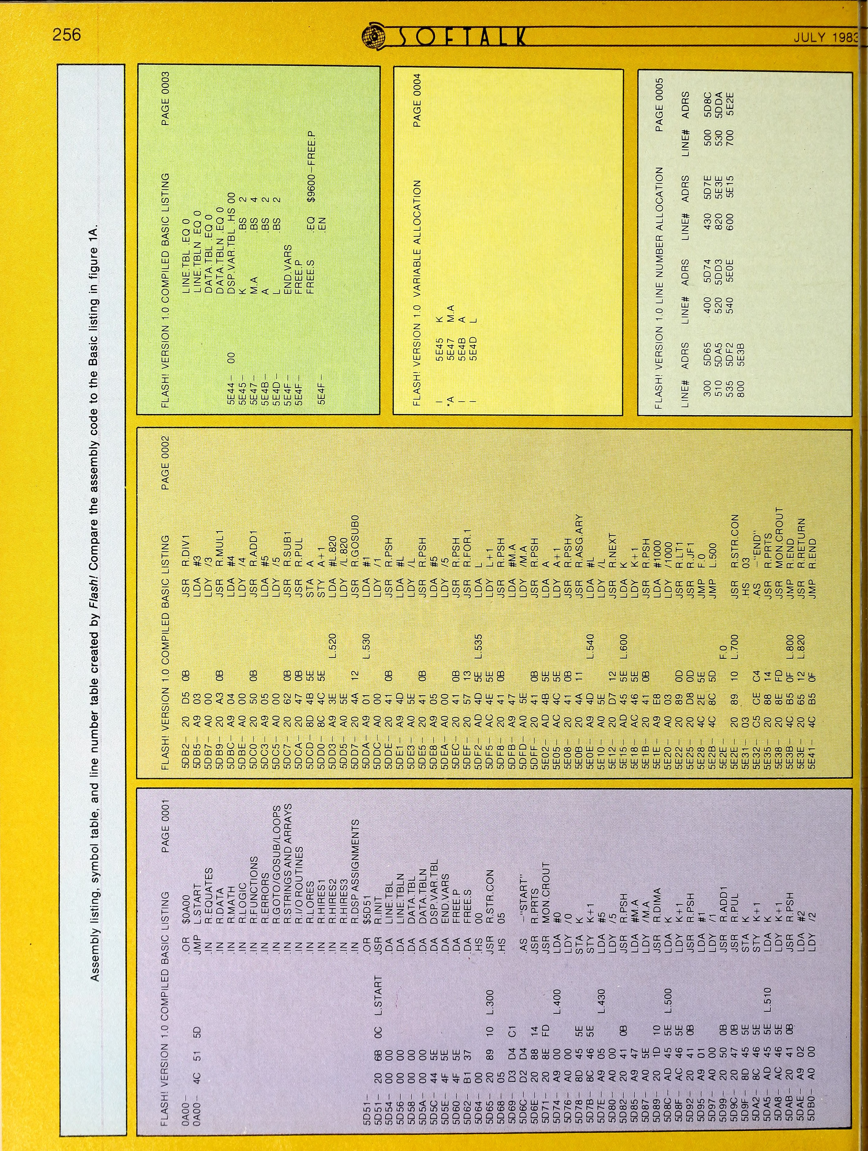 256
SOFTALK
JULY 1983
Assembly listing, symbol table, and line number table created by Flash! Compare the assembly code to the Basic listing in figure 1A.
FLASH! VERSION 1.0 COMPILED BASIC LISTING PAGE 0001
0A00- .OR $0A00
0A00- 4C 51 5D JMP L.START
.IN R.EQUATES
.IN R.DATA
.IN R.MATH
.IN R.LOGIC
.IN R.FUNCTIONS
.IN R.ERRORS
.IN R.GOTO/GOSUB/LOOPS
.IN R.STRINGS AND ARRAYS
.IN R.I/O ROUTINES
.IN R.LORES
.IN R.HIRES1
.IN R.HIRES2
.IN R.HIRES3
.IN R.DSP ASSIGNMENTS
5D51- .OR $5D51
5D51- 20 6B 0C L.START JSR R.INIT
5D54- 00 00 .DA LINE.TBL
5D56- 00 00 .DA LINE.TBLN
5D58- 00 00 .DA DATA.TBL
5D5A- 00 00 .DA DATA.TBLN
5D5C- 44 5E .DA DSP.VAR.TBL
5D5E- 4F 5E .DA END.VARS
5D60- 4F 5E .DA FREE.P
5D62- B1 37 .DA FREE.S
5D64- 00 .HS 00
5D65- 20 89 10 L.300 JSR R.STR.CON
5D68- 05 .HS 05
5D69- D3 D4 C1
5D6C- D2 D4 .AS -"START"
5D6E- 20 88 14 JSR R.PRTS
5D71- 20 8E FD JSR MON.CROUT
5D74- A9 00 L.400 LDA #0
5D76- A0 00 LDY /0
5D78- 8D 45 5E STA K
5D7B- 8C 46 5E STY K+1
5D7E- A9 05 L.430 LDA #5
5D80- A0 00 LDY /5
5D82- 20 41 0B JSR R.PSH
5D85- A9 47 LDA #M.A
5D87- A0 5E LDY /M.A
5D89- 20 1D 10 JSR R.DIMA
5D8C- AD 45 5E L.500 LDA K
5D8F- AC 46 5E LDY K+1
5D92- 20 41 0B JSR R.PSH
5D95- A9 01 LDA #1
5D97- A0 00 LDY /1
5D99- 20 50 0B JSR R.ADD1
5D9C- 20 47 0B JSR R.PUL
5D9F- 8D 45 5E STA K
5DA2- 8C 46 5E STY K+1
5DA5- AD 45 5E L.510 LDA K
5DA8- AC 46 5E LDY K+1
5DAB- 20 41 0B JSR R.PSH
5DAE- A9 02 LDA #2
5DB0- A0 00 LDY /2
FLASH! VERSION 1.0 COMPILED BASIC LISTING PAGE 0002
5DB2- 20 D5 0B JSR R.DIV1
5DB5- A9 03 LDA #3
5DB7- A0 00 LDY /3
5DB9- 20 A3 0B JSR R.MUL1
5DBC- A9 04 LDA #4
5DBE- A0 00 LDY /4
5DC0- 20 50 0B JSR R.ADD1
5DC3- A9 05 LDA #5
5DC5- A0 00 LDY /5
5DC7- 20 62 0B JSR R.SUB1
5DCA- 20 47 0B JSR R.PUL
5DCD- 8D 4B 5E STA A
5DD0- 8C 4C 5E STY A+1
5DD3- A9 3E L.520 LDA #L.820
5DD5- A0 5E LDY /L.820
5DD7- 20 4A 12 JSR R.GOSUB0
5DDA- A9 01 L.530 LDA #1
5DDC- A0 00 LDY /1
5DDE- 20 41 0B JSR R.PSH
5DE1- A9 4D LDA #L
5DE3- A0 5E LDY /L
5DE5- 20 41 0B JSR R.PSH
5DE8- A9 05 LDA #5
5DEA- A0 00 LDY /5
5DEC- 20 41 0B JSR R.PSH
5DEF- 20 57 13 JSR R.FOR.1
5DF2- AD 4D 5E L.535 LDA L
5DF5- AC 4E 5E LDY L+1
5DF8- 20 41 0B JSR R.PSH
5DFB- A9 47 LDA #M.A
5DFD- A0 5E LDY /M.A
5DFF- 20 41 0B JSR R.PSH
5E02- AD 4B 5E LDA A
5E05- AC 4C 5E LDY A+1
5E08- 20 41 0B JSR R.PSH
5E0B- 20 4A 11 JSR R.ASG.ARY
5E0E- A9 4D L.540 LDA #L
5E10- A0 5E LDY /L
5E12- 20 D7 12 JSR R.NEXT
5E15- AD 45 5E L.600 LDA K
5E18- AC 46 5E LDY K+1
5E1B- 20 41 0B JSR R.PSH
5E1E- A9 E8 LDA #1000
5E20- A0 03 LDY /1000
5E22- 20 89 0D JSR R.LT1
5E25- 20 D8 0D JSR R.JF1
5E28- 4C 2E 5E JMP F.0
5E2B- 4C 8C 5D JMP L.500
5E2E- F.0
5E2E- 20 89 10 L.700 JSR R.STR.CON
5E31- 03 .HS 03
5E32- C5 CE C4 .AS -"END"
5E35- 20 88 14 JSR R.PRTS
5E38- 20 8E FD JSR MON.CROUT
5E3B- 4C B5 0F L.800 JMP R.END
5E3E- 20 65 12 L.820 JSR R.RETURN
5E41- 4C B5 0F JMP R.END
FLASH! VERSION 1.0 COMPILED BASIC LISTING PAGE 0003
LINE.TBL .EQ 0
LINE.TBLN .EQ 0
DATA.TBL .EQ 0
DATA.TBLN .EQ 0
5E44- 00 DSP.VAR.TBL .HS 00
5E45- K .BS 2
5E47- M.A .BS 4
5E4B- A .BS 2
5E4D- L .BS 2
5E4F- END.VARS
5E4F- FREE.P
FREE.S .EQ $9600-FREE.P
5E4F- .EN
FLASH! VERSION 1.0 VARIABLE ALLOCATION PAGE 0004
I 5E45 K
*A 5E47 M.A
I 5E4B A
I 5E4D L
FLASH! VERSION 1.0 LINE NUMBER ALLOCATION PAGE 0005
LINE# ADRS LINE# ADRS LINE# ADRS LINE# ADRS
300 5D65 400 5D74 430 5D7E 500 5D8C
510 5DA5 520 5DD3 820 5E3E 530 5DDA
535 5DF2 540 5E0E 600 5E15 700 5E2E
800 5E3B